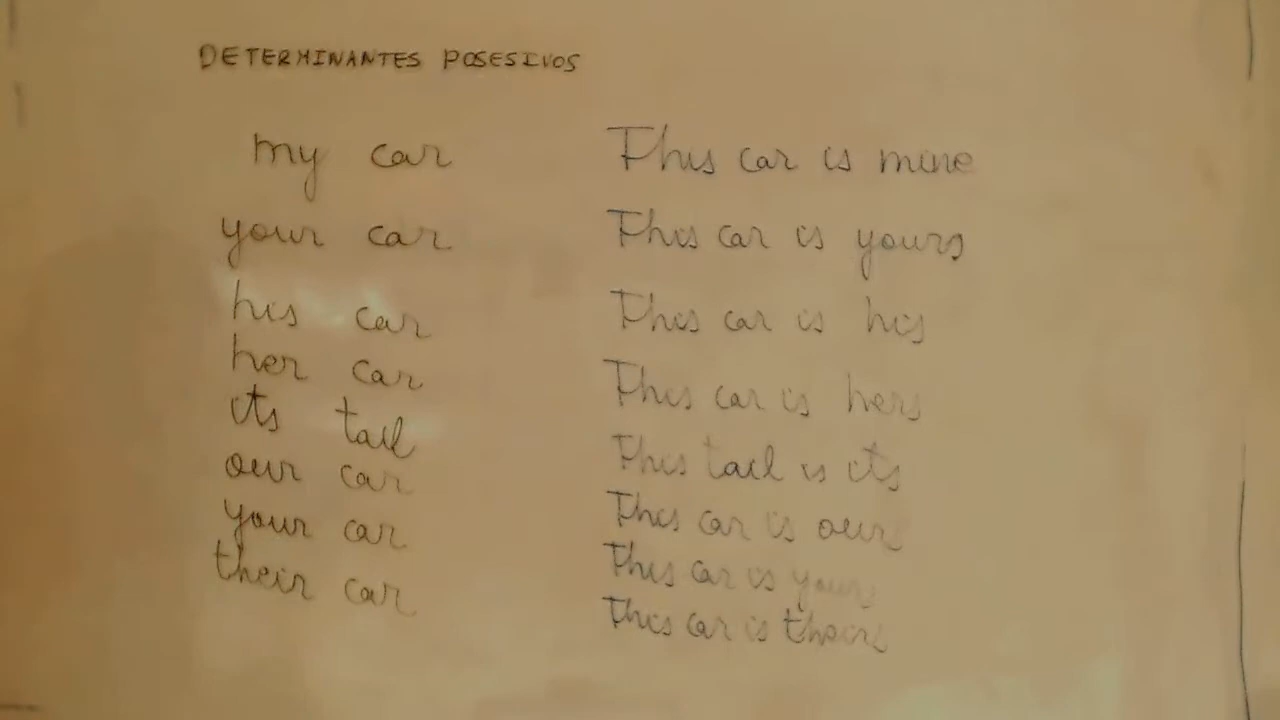 DETERMINANTES POSESIVOS
my car This car is mine
your car This car is yours
his car This car is his
her car This car is hers
its tail This tail is its
our car This car is ours
your car This car is yours
their car This car is theirs